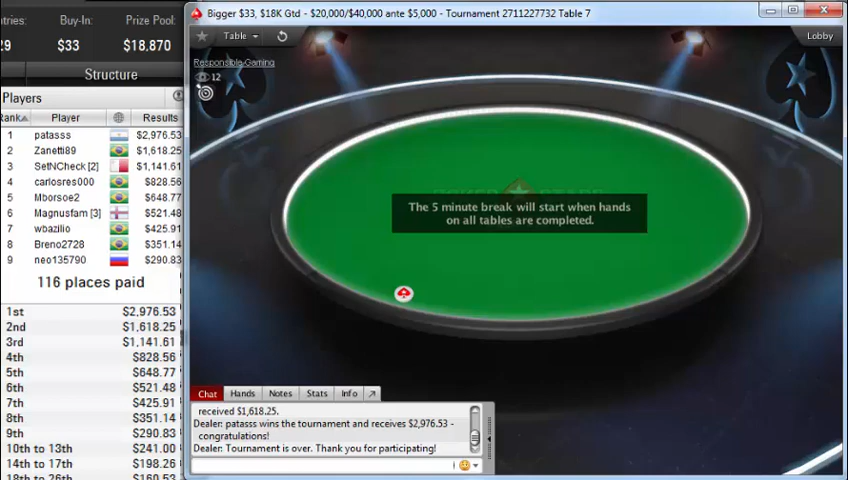 ntries:
Buy-In:
Prize Pool:
29
$33
$18.870
Structure
Players
Rank
Player
Results
1 patasss $2,976.53
2 Zanetti89 $1,618.25
3 SetNCheck [2] $1,141.61
4 carlosres000 $828.56
5 Mborsoe2 $648.77
6 Magnusfam [3] $521.48
7 wbazilio $425.91
8 Breno2728 $351.14
9 neo135790 $290.83
116 places paid
1st $2,976.53
2nd $1,618.25
3rd $1,141.61
4th $828.56
5th $648.77
6th $521.48
7th $425.91
8th $351.14
9th $290.83
10th to 13th $241.00
14th to 17th $198.26
18th to 26th $160.53
Bigger $33, $18K Gtd - $20,000/$40,000 ante $5,000 - Tournament 2711227732 Table 7
Table
Lobby
Responsible Gaming
12
The 5 minute break will start when hands
on all tables are completed.
Chat Hands Notes Stats Info
received $1,618.25.
Dealer: patasss wins the tournament and receives $2,976.53 -
congratulations!
Dealer: Tournament is over. Thank you for participating!